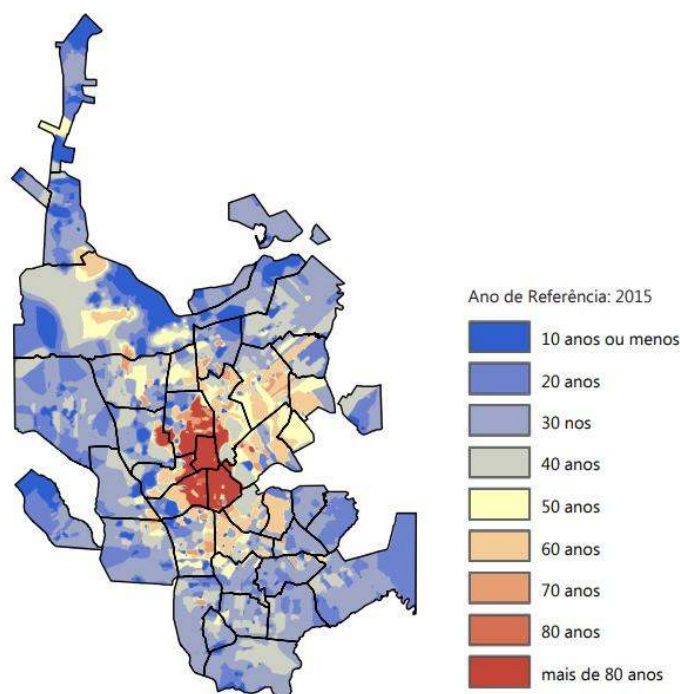 Ano de Referência: 2015
10 anos ou menos
20 anos
30 nos
40 anos
50 anos
60 anos
70 anos
80 anos
mais de 80 anos